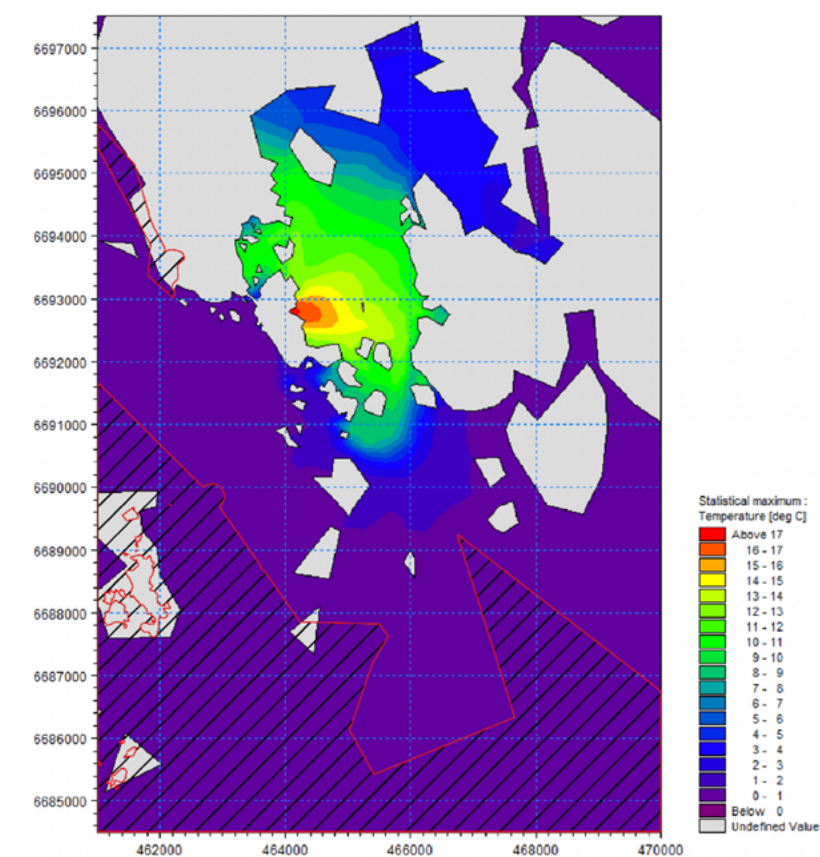 6697000
6696000
6695000
6694000
6693000
6692000
6691000
6690000
6689000
6688000
6687000
6686000
6685000
462000 464000 466000 468000 470000
Statistical maximum :
Temperature [deg C]
Above 17
16 - 17
15 - 16
14 - 15
13 - 14
12 - 13
11 - 12
10 - 11
9 - 10
8 - 9
7 - 8
6 - 7
5 - 6
4 - 5
3 - 4
2 - 3
1 - 2
0 - 1
Below 0
Undefined Value